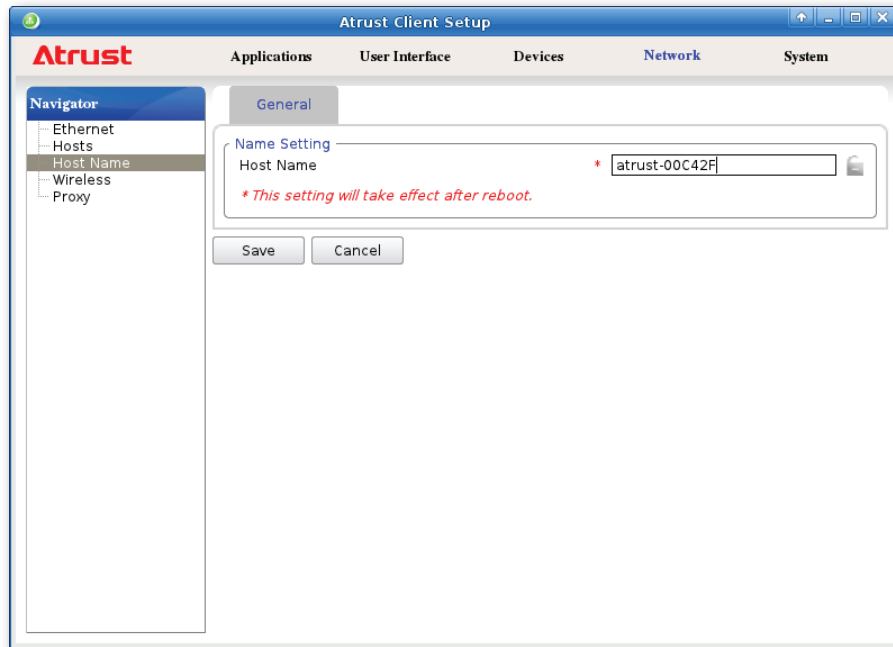 Atrust Client Setup
Atrust
Applications User Interface Devices Network System
Navigator
Ethernet
Hosts
Host Name
Wireless
Proxy
General
Name Setting
Host Name * atrust-00C42F
* This setting will take effect after reboot.
Save Cancel